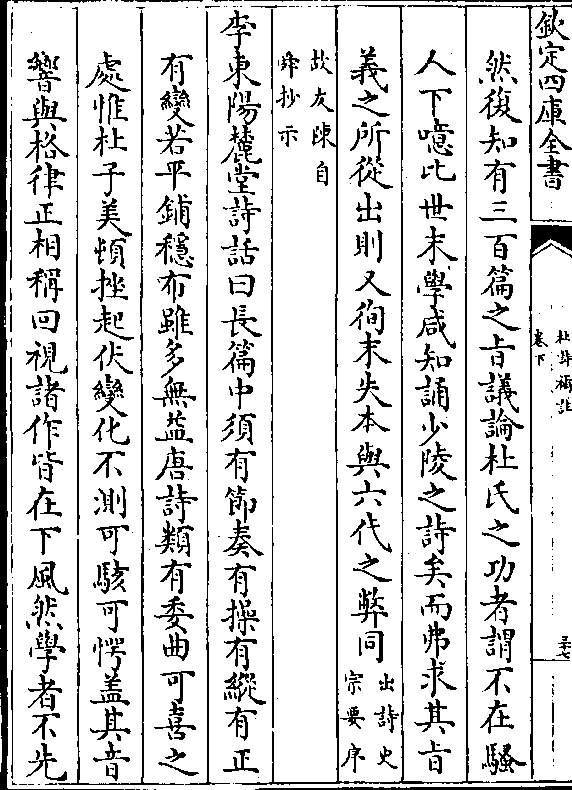 欽定四庫全書
杜詩攟
卷下
三十七
然復知有三百篇之旨議論杜氏之功者謂不在騷
人下噫比世末學咸知誦少陵之詩矣而弗求其旨
義之所從出則又徇末失本與六代之弊同
出詩史
宗要序
故友陳自
舜抄示
李東陽麓堂詩話曰長篇中須有節奏有操有縱有正
有變若平鋪穩布雖多無益唐詩類有委曲可喜之
處惟杜子美頓挫起伏變化不測可駭可愕蓋其音
響與格律正相稱回視諸作皆在下風然學者不先